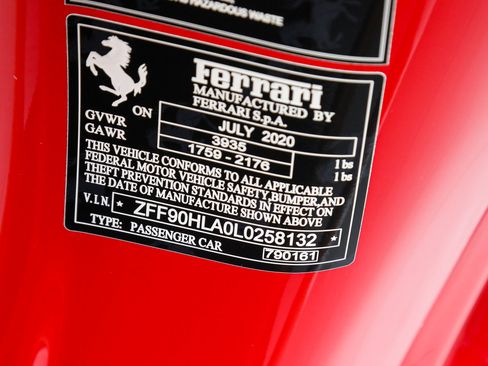 AS HAZARDOUS WASTE
Ferrari
MANUFACTURED BY
FERRARI S.p.A.
ON JULY 2020
GVWR 3935 lbs
GAWR 1759 - 2176 lbs
THIS VEHICLE CONFORMS TO ALL APPLICABLE
FEDERAL MOTOR VEHICLE SAFETY,BUMPER,AND
THEFT PREVENTION STANDARDS IN EFFECT ON
THE DATE OF MANUFACTURE SHOWN ABOVE
V.I.N. * ZFF90HLA0L0258132 *
TYPE: PASSENGER CAR 790161